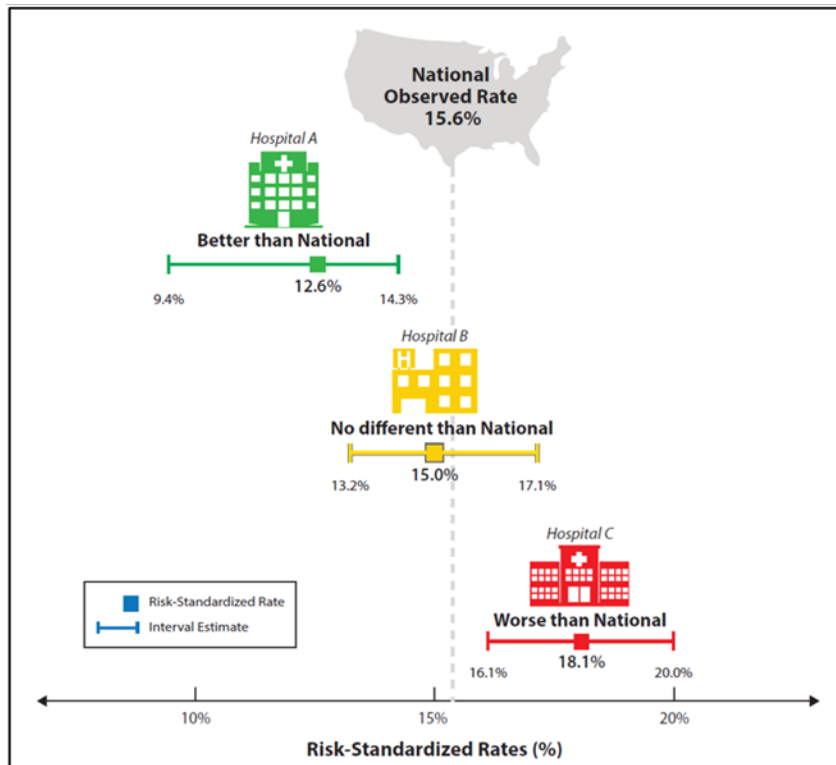 National
Observed Rate
15.6%
Hospital A
Better than National
12.6%
9.4%
14.3%
Hospital B
H
No different than National
15.0%
13.2%
17.1%
Hospital C
Worse than National
18.1%
16.1%
20.0%
Risk-Standardized Rate
Interval Estimate
10%
15%
20%
Risk-Standardized Rates (%)